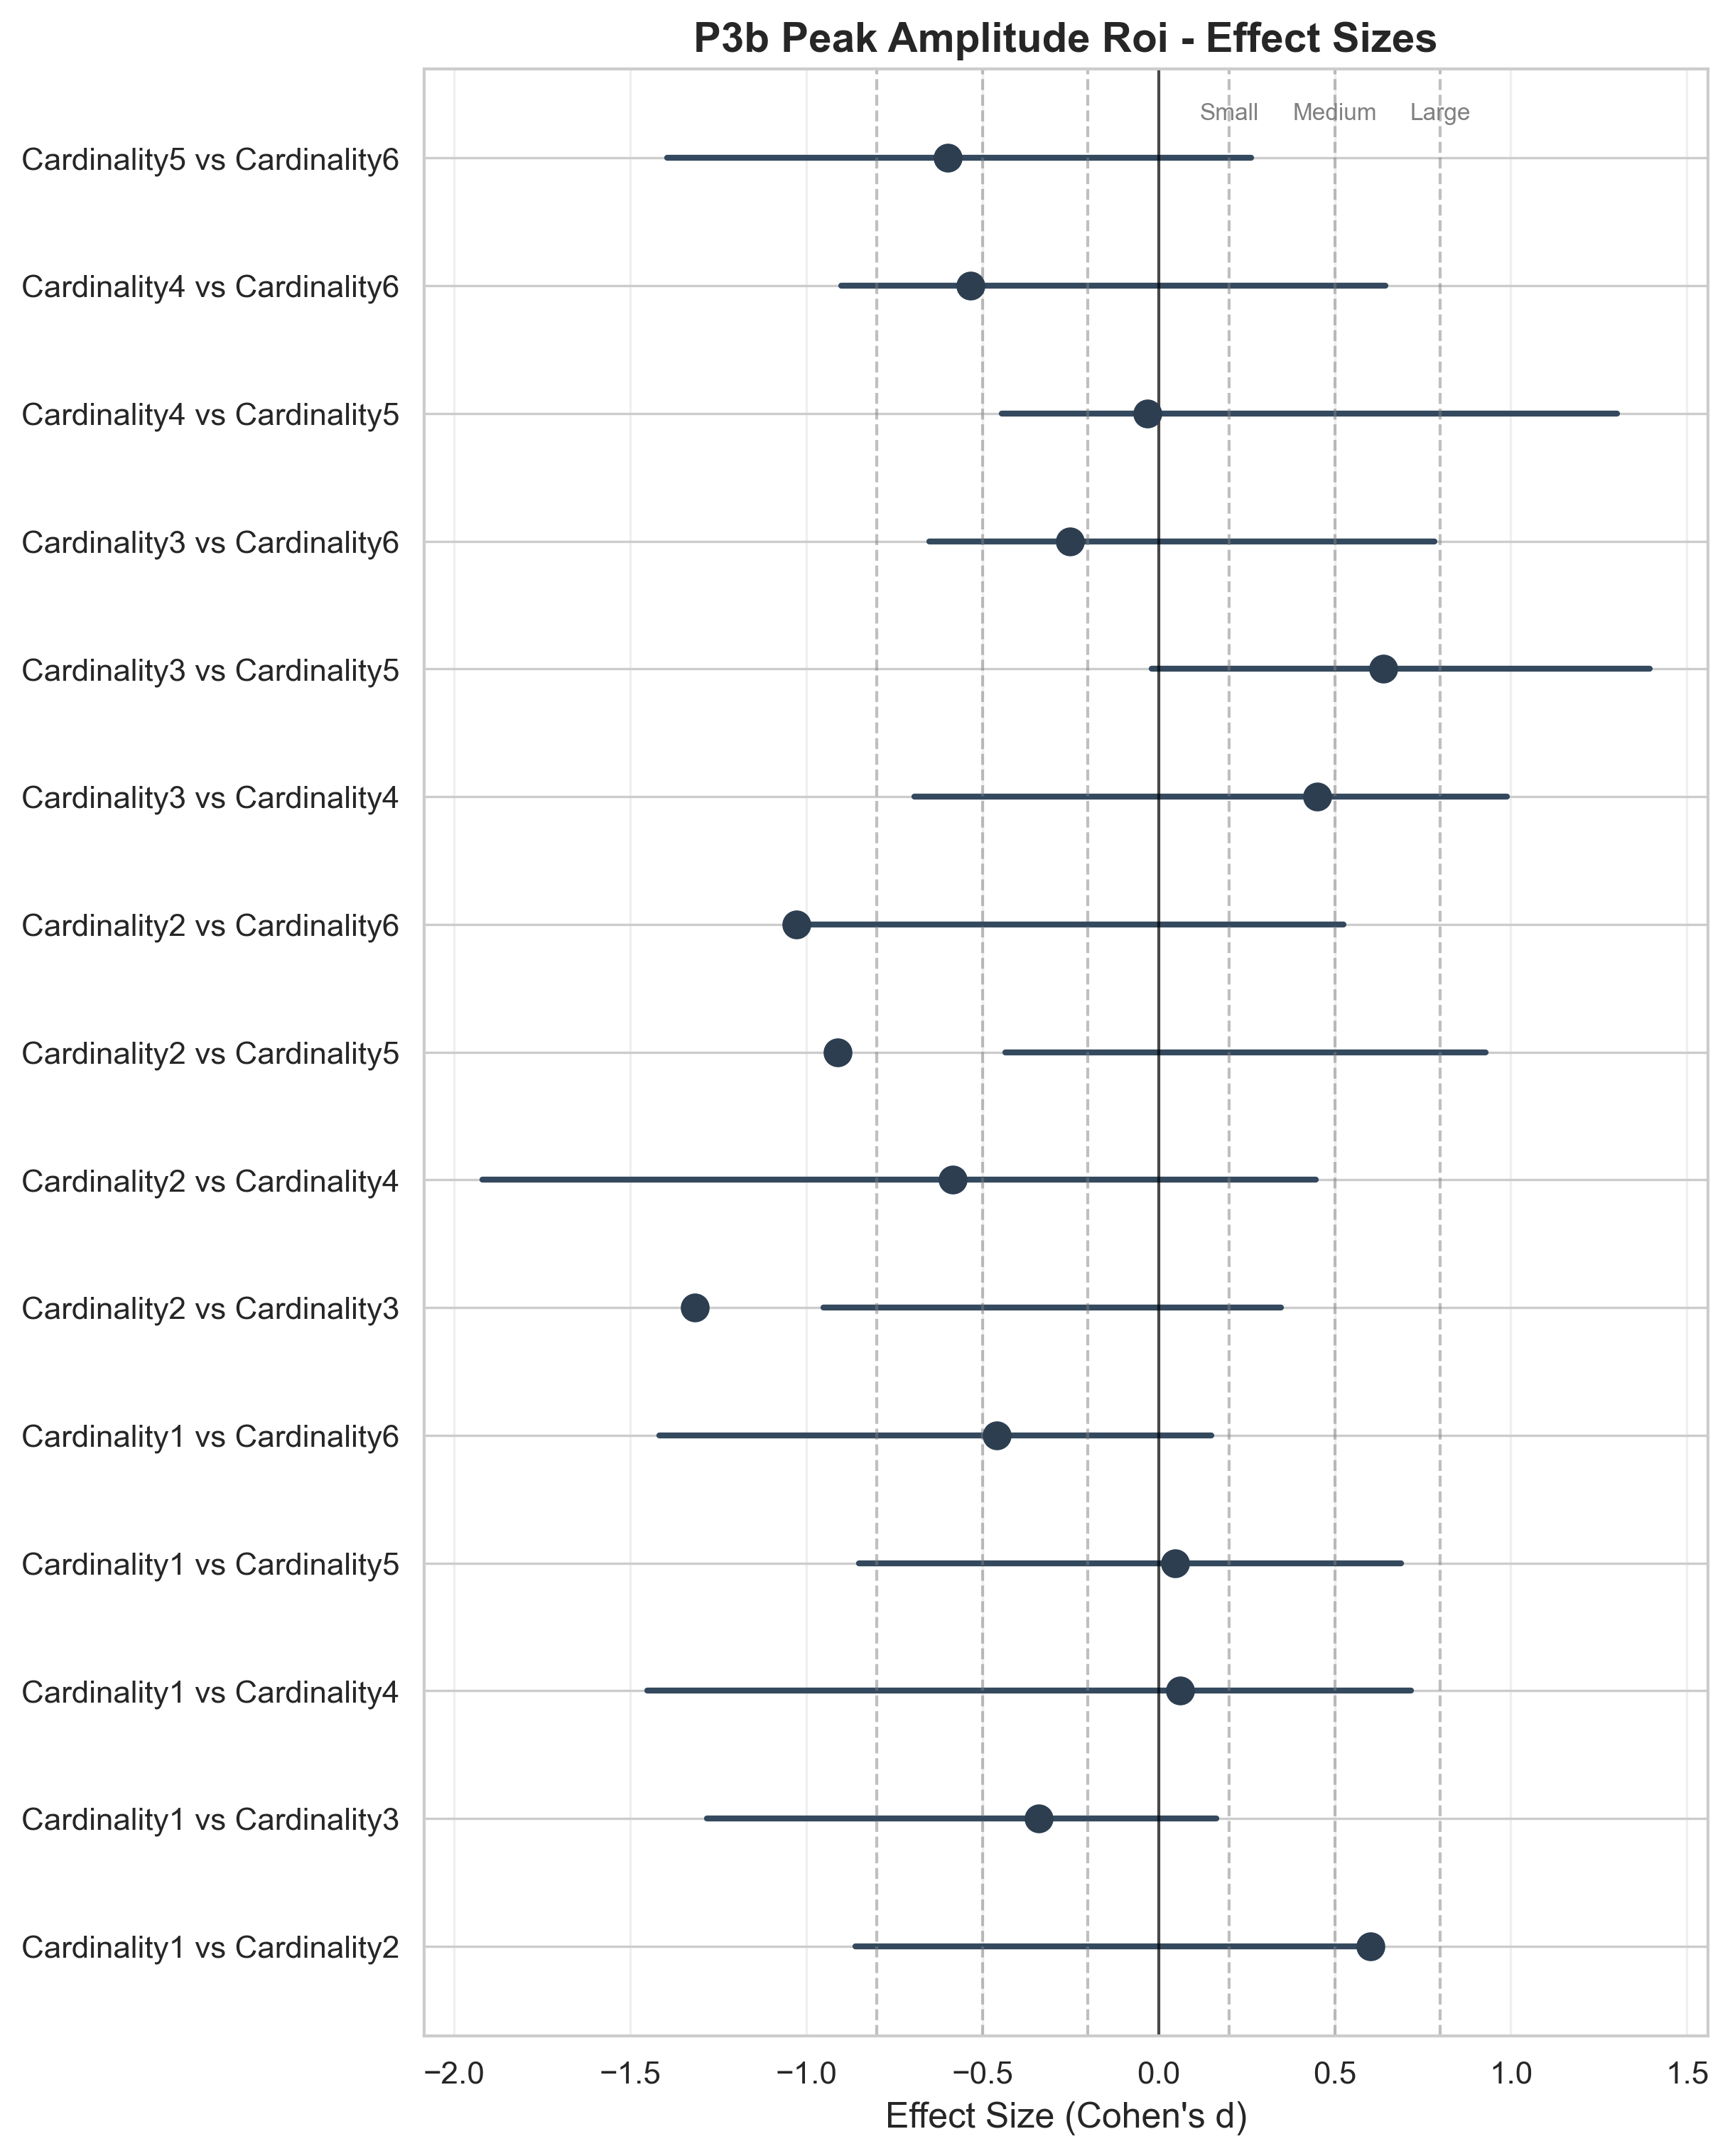 P3b Peak Amplitude Roi - Effect Sizes
Small Medium Large
Cardinality5 vs Cardinality6
Cardinality4 vs Cardinality6
Cardinality4 vs Cardinality5
Cardinality3 vs Cardinality6
Cardinality3 vs Cardinality5
Cardinality3 vs Cardinality4
Cardinality2 vs Cardinality6
Cardinality2 vs Cardinality5
Cardinality2 vs Cardinality4
Cardinality2 vs Cardinality3
Cardinality1 vs Cardinality6
Cardinality1 vs Cardinality5
Cardinality1 vs Cardinality4
Cardinality1 vs Cardinality3
Cardinality1 vs Cardinality2
−2.0 −1.5 −1.0 −0.5 0.0 0.5 1.0 1.5
Effect Size (Cohen's d)